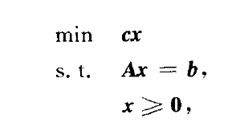 min cx
s. t. Ax = b,
x ⩾ 0,